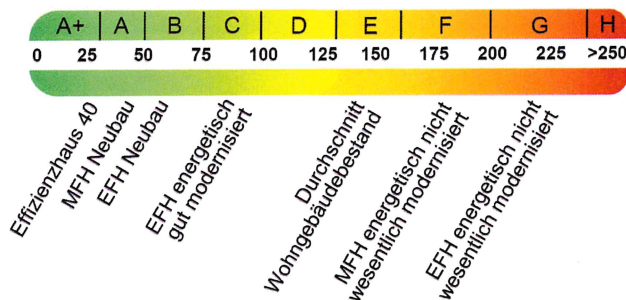 A+ A B C D E F G H
0 25 50 75 100 125 150 175 200 225 >250
Effizienzhaus 40
MFH Neubau
EFH Neubau
EFH energetisch
gut modernisiert
Durchschnitt
Wohngebäudebestand
MFH energetisch nicht
wesentlich modernisiert
EFH energetisch nicht
wesentlich modernisiert